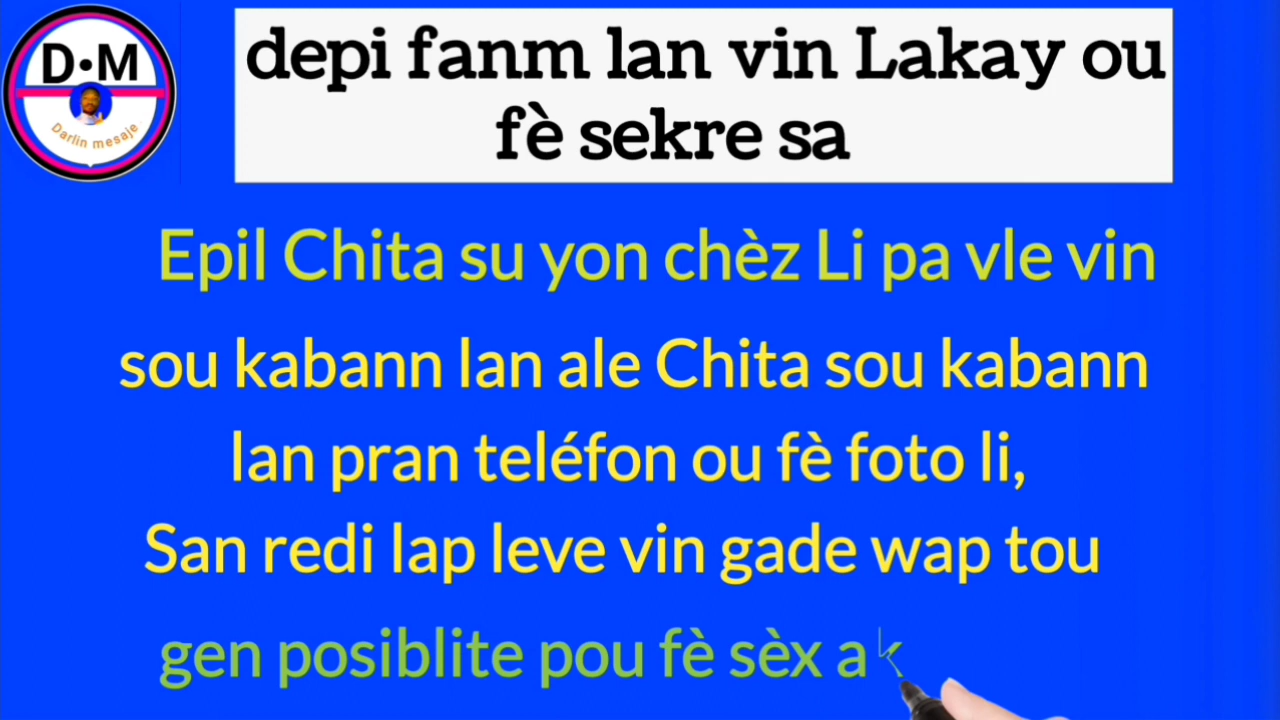 D•M
Darlin mesaje
depi fanm lan vin Lakay ou
fè sekre sa
Epil Chita su yon chèz Li pa vle vin
sou kabann lan ale Chita sou kabann
lan pran teléfon ou fè foto li,
San redi lap leve vin gade wap tou
gen posiblite pou fè sèx ak